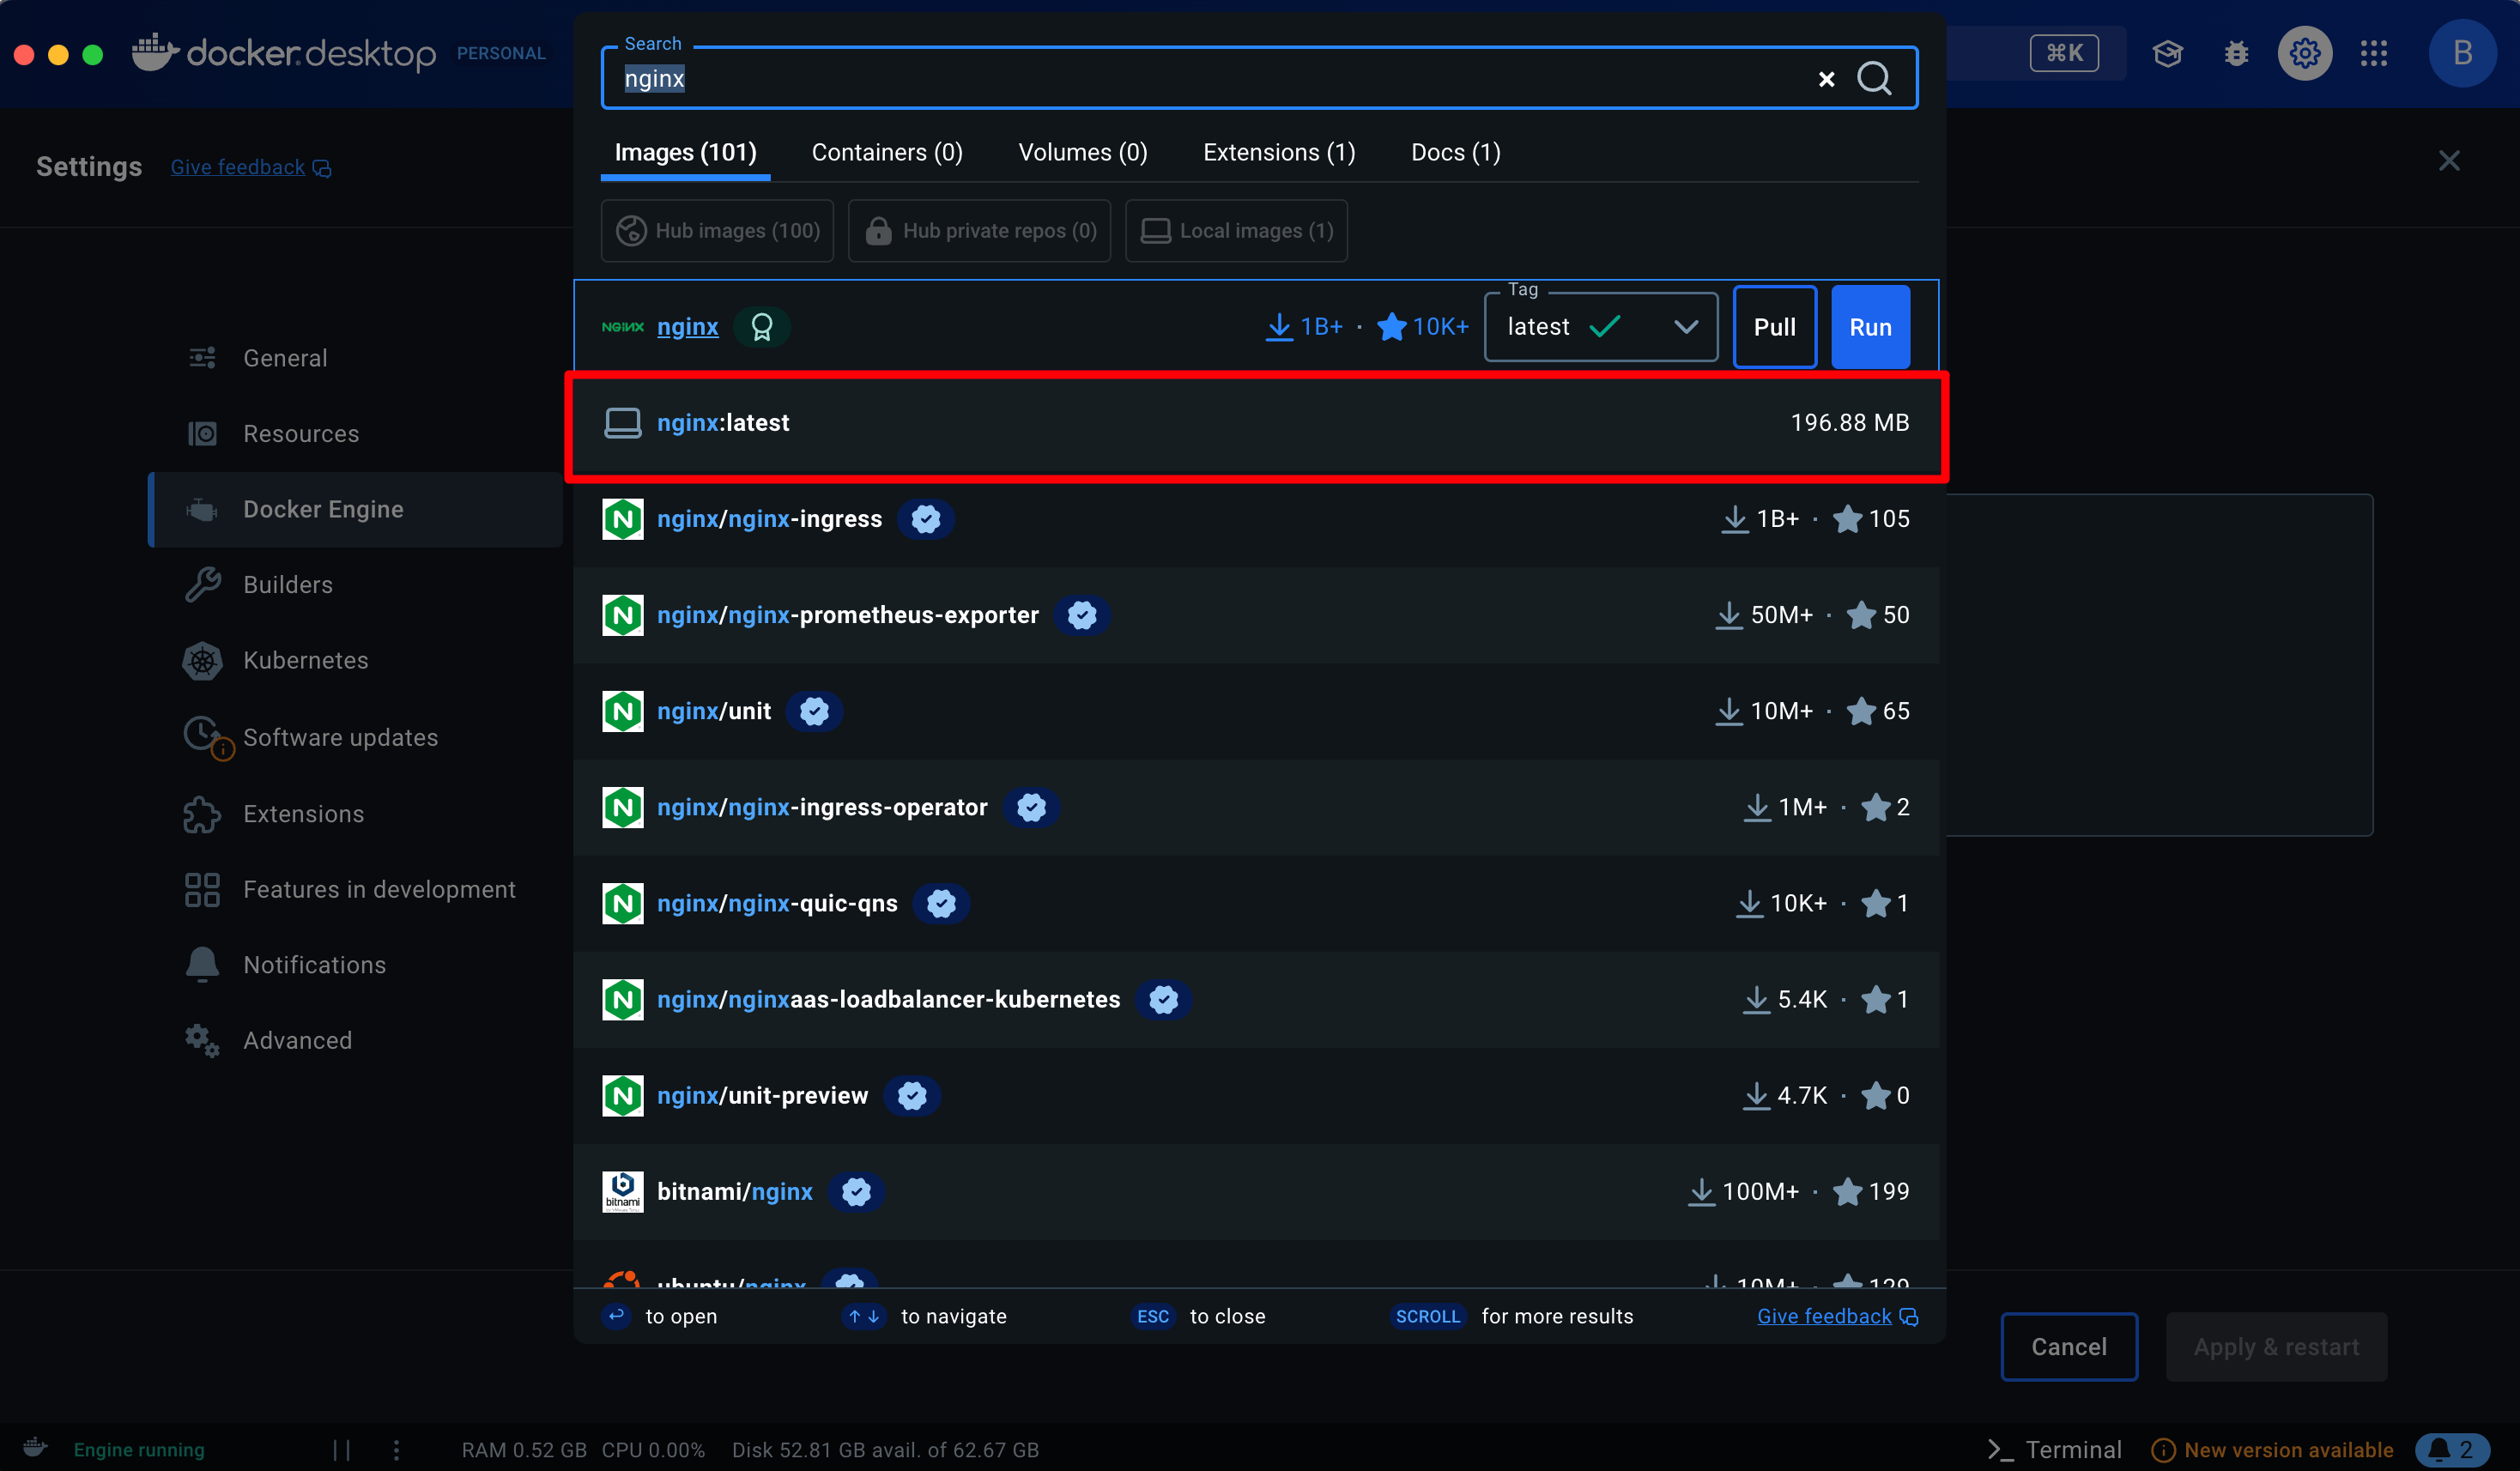 docker.desktop PERSONAL
Search
nginx
⌘K
B
Settings Give feedback
Images (101) Containers (0) Volumes (0) Extensions (1) Docs (1)
Hub images (100) Hub private repos (0) Local images (1)
General
Resources
Docker Engine
Builders
Kubernetes
Software updates
Extensions
Features in development
Notifications
Advanced
NGINX nginx 1B+ · 10K+ Tag latest Pull Run
nginx:latest 196.88 MB
nginx/nginx-ingress 1B+ · 105
nginx/nginx-prometheus-exporter 50M+ · 50
nginx/unit 10M+ · 65
nginx/nginx-ingress-operator 1M+ · 2
nginx/nginx-quic-qns 10K+ · 1
nginx/nginxaas-loadbalancer-kubernetes 5.4K · 1
nginx/unit-preview 4.7K · 0
bitnami bitnami/nginx 100M+ · 199
ubuntu/nginx 10M+ · 129
to open ↑ ↓ to navigate ESC to close SCROLL for more results Give feedback
Cancel Apply & restart
Engine running RAM 0.52 GB CPU 0.00% Disk 52.81 GB avail. of 62.67 GB >_ Terminal New version available 2